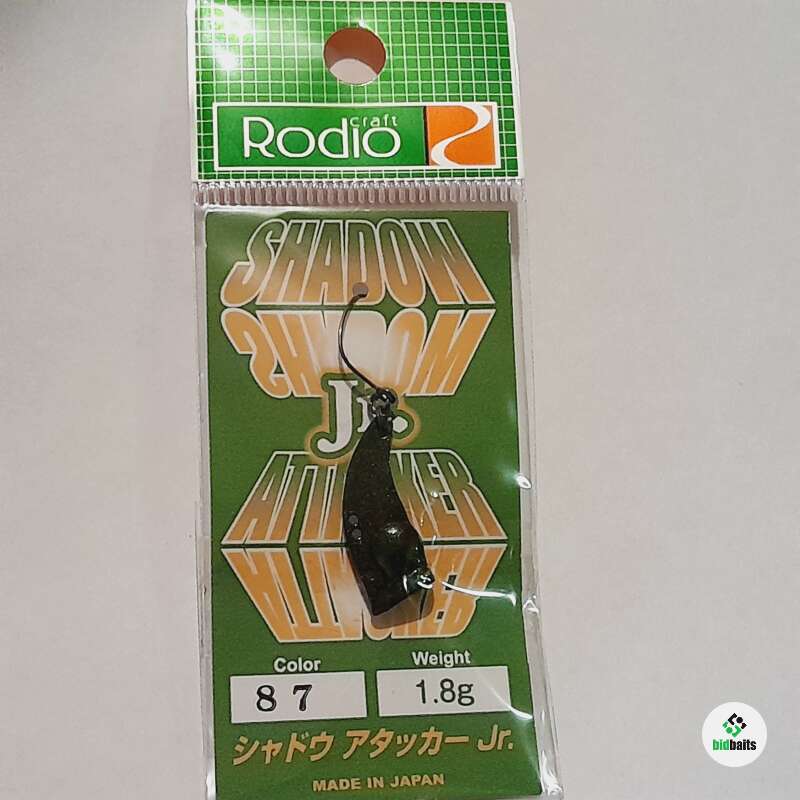 craft
Rodio
SHADOW
SHADOW
Jr.
ATTACKER
ATTACKER
Color
Weight
87
1.8g
シャドウ アタッカー Jr.
MADE IN JAPAN
bidbaits